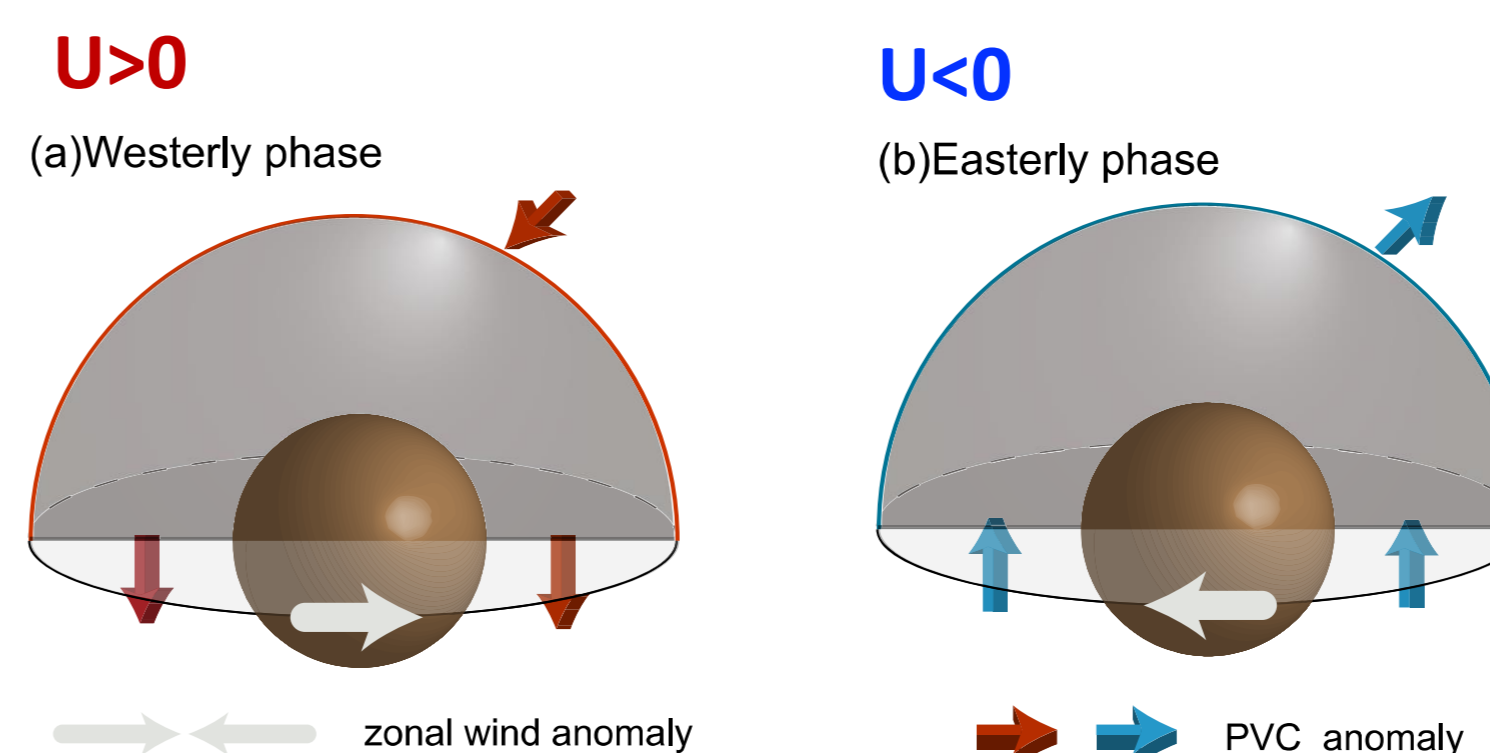 U>0
(a)Westerly phase
U<0
(b)Easterly phase
zonal wind anomaly
PVC anomaly